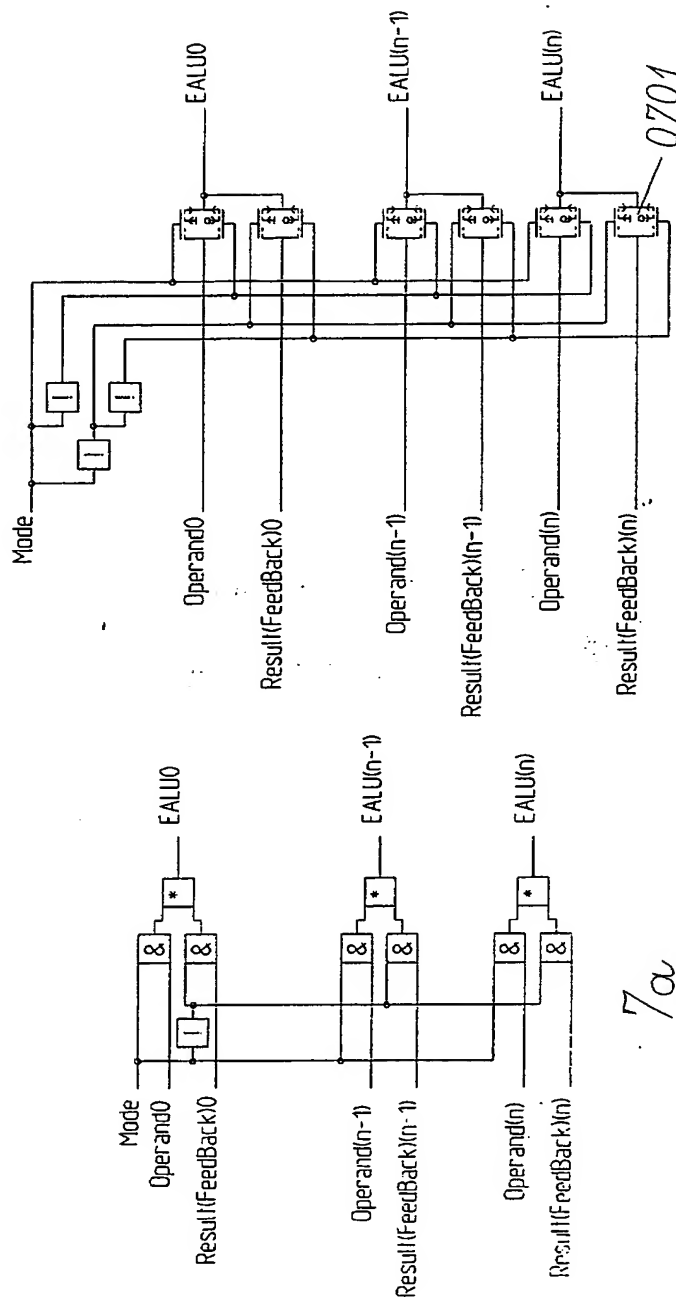 Mode
Operand0
Result(FeedBack)0
Operand(n-1)
Result(FeedBack)(n-1)
Operand(n)
Result(FeedBack)(n)
&
&
&
&
&
&
*
*
*
EALU0
EALU(n-1)
EALU(n)
7a
Mode
!
!
!
Operand0
Result(FeedBack)0
Operand(n-1)
Result(FeedBack)(n-1)
Operand(n)
Result(FeedBack)(n)
EALU0
EALU(n-1)
EALU(n)
0701